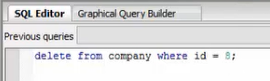 SQL Editor Graphical Query Builder
Previous queries
delete from company where id = 8;